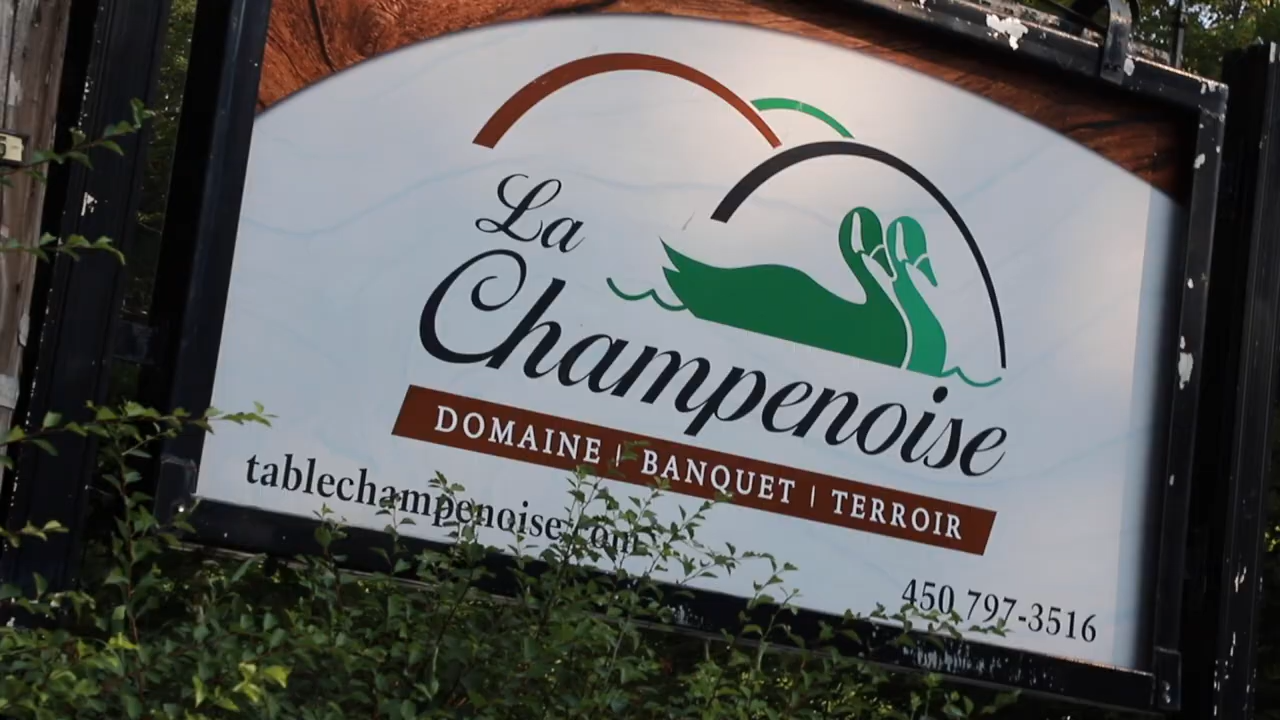 La
Champenoise
DOMAINE | BANQUET | TERROIR
tablechampenoise.com
450 797-3516